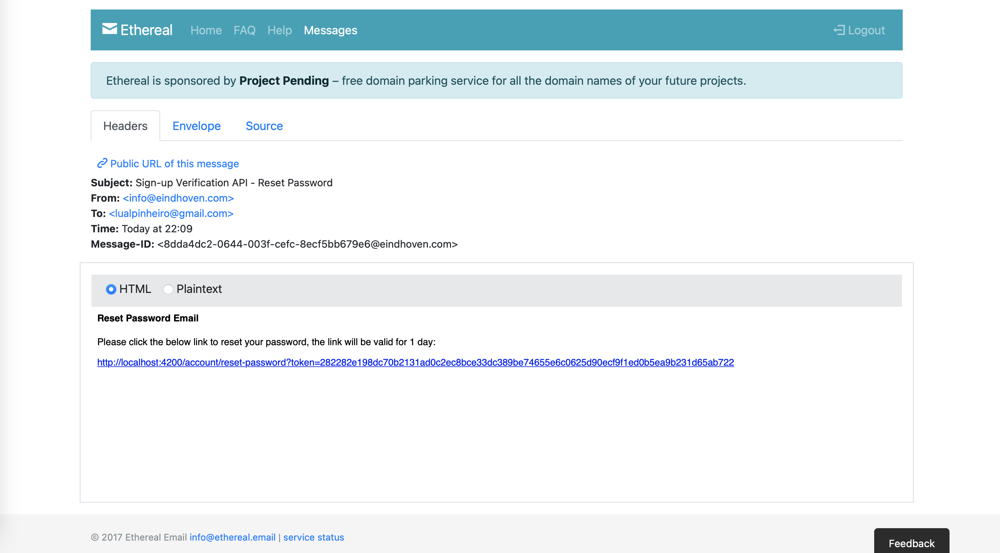 Ethereal Home FAQ Help Messages Logout
Ethereal is sponsored by Project Pending – free domain parking service for all the domain names of your future projects.
Headers Envelope Source
Public URL of this message
Subject: Sign-up Verification API - Reset Password
From: <info@eindhoven.com>
To: <lualpinheiro@gmail.com>
Time: Today at 22:09
Message-ID: <8dda4dc2-0644-003f-cefc-8ecf5bb679e6@eindhoven.com>
HTML Plaintext
Reset Password Email
Please click the below link to reset your password, the link will be valid for 1 day:
http://localhost:4200/account/reset-password?token=282282e198dc70b2131ad0c2ec8bce33dc389be74655e6c0625d90ecf9f1ed0b5ea9b231d65ab722
© 2017 Ethereal Email info@ethereal.email | service status
Feedback